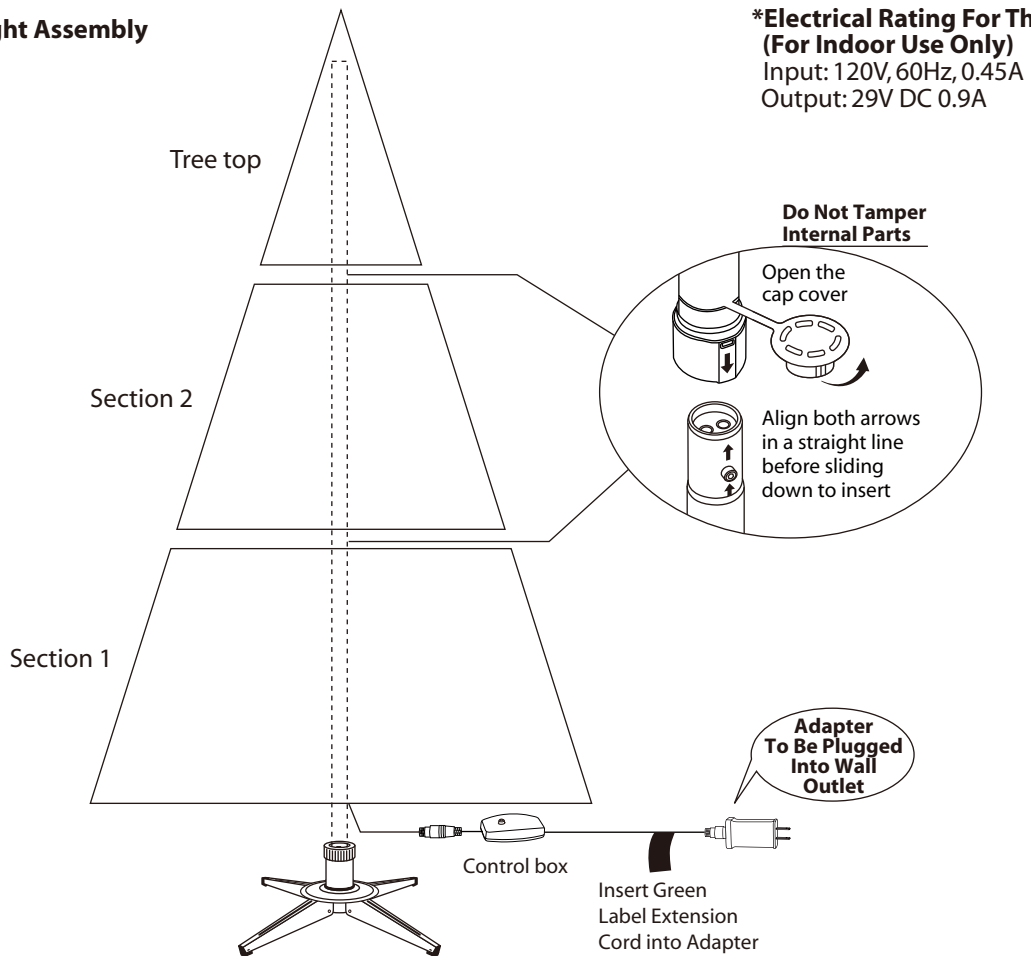 ght Assembly
*Electrical Rating For Th
(For Indoor Use Only)
Input: 120V, 60Hz, 0.45A
Output: 29V DC 0.9A
Tree top
Do Not Tamper
Internal Parts
Open the
cap cover
Section 2
Align both arrows
in a straight line
before sliding
down to insert
Section 1
Adapter
To Be Plugged
Into Wall
Outlet
Control box
Insert Green
Label Extension
Cord into Adapter